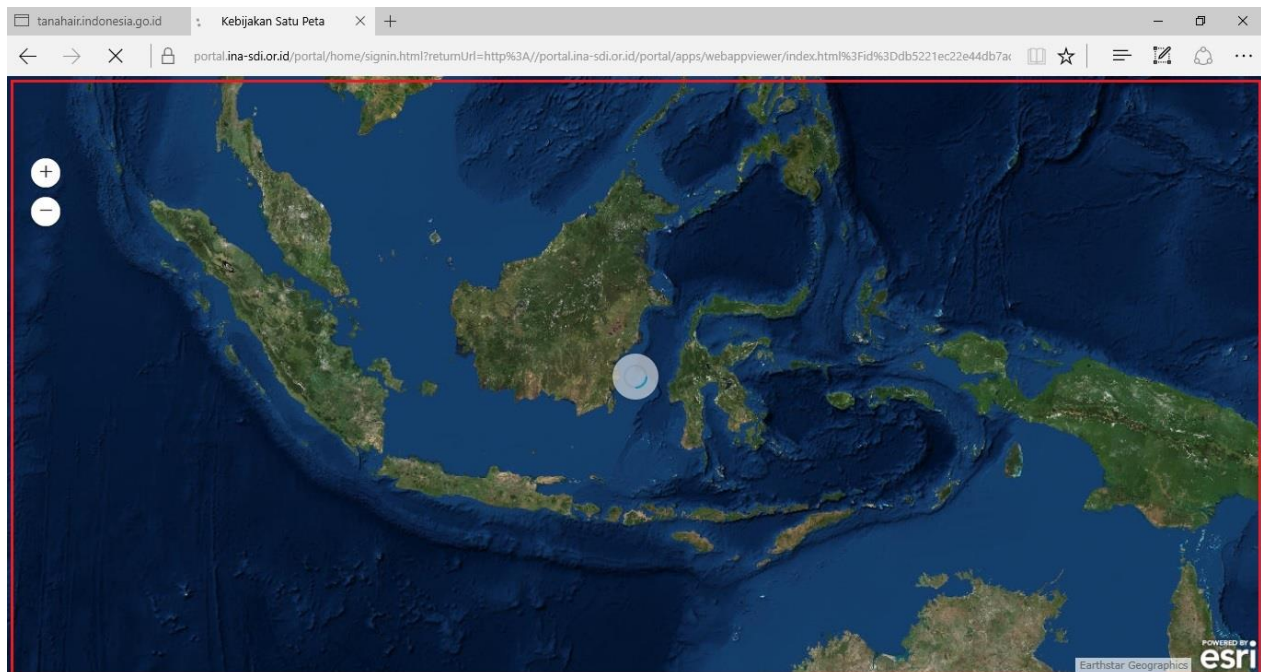 tanahair.indonesia.go.id
Kebijakan Satu Peta
portal.ina-sdi.or.id/portal/home/signin.html?returnUrl=http%3A//portal.ina-sdi.or.id/portal/apps/webappviewer/index.html%3Fid%3Ddb5221ec22e44db7ac
+
−
Earthstar Geographics
POWERED BY
esri